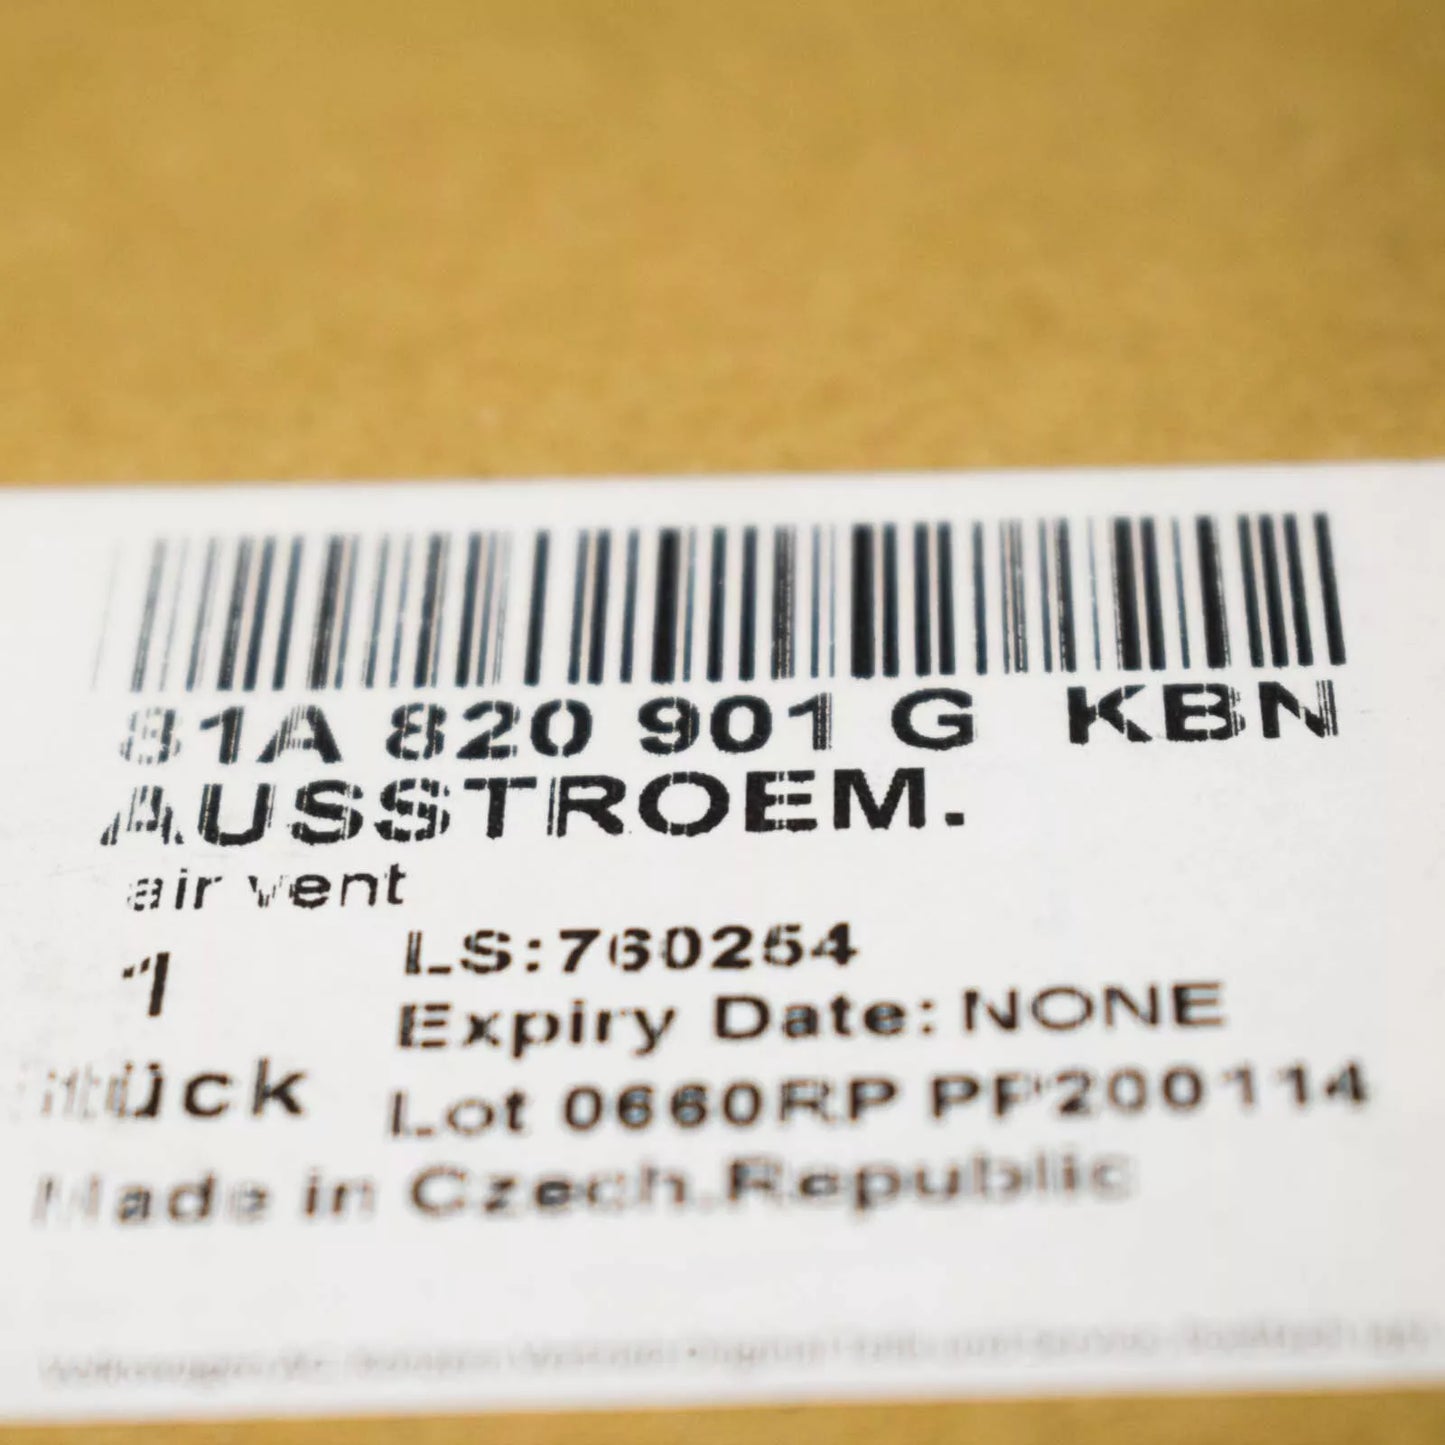 81A 820 901 G KBN
AUSSTROEM.
air vent
1 LS:760254
Stück Expiry Date: NONE
Lot 0660RP PP200114
Made in Czech.Republic